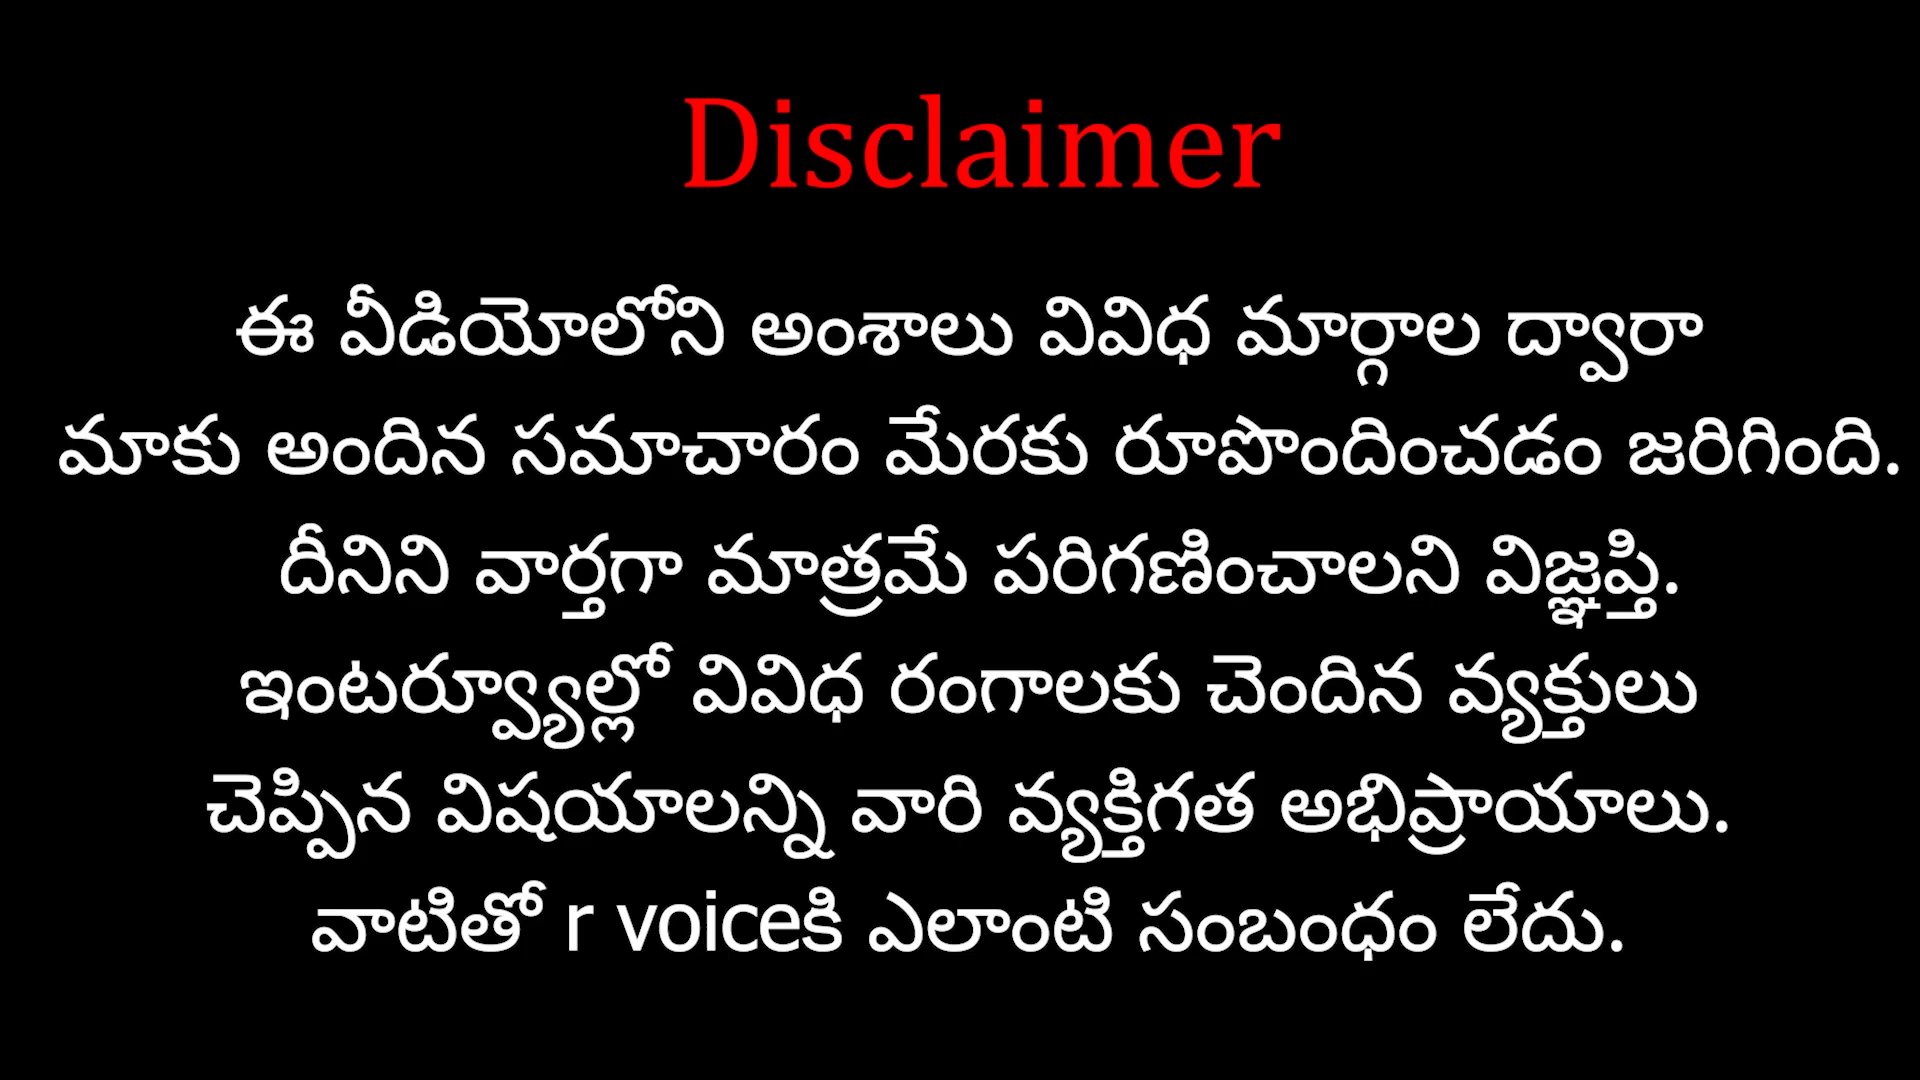 Disclaimer
ఈ వీడియోలోని అంశాలు వివిధ మార్గాల ద్వారా
మాకు అందిన సమాచారం మేరకు రూపొందించడం జరిగింది.
దీనిని వార్తగా మాత్రమే పరిగణించాలని విజ్ఞప్తి.
ఇంటర్వ్యూల్లో వివిధ రంగాలకు చెందిన వ్యక్తులు
చెప్పిన విషయాలన్ని వారి వ్యక్తిగత అభిప్రాయాలు.
వాటితో r voiceకి ఎలాంటి సంబంధం లేదు.